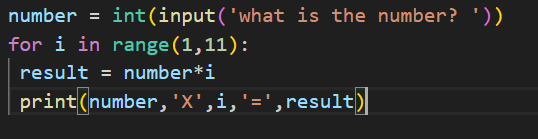 number = int(input('what is the number? '))
for i in range(1,11):
 result = number*i
 print(number,'X',i,'=',result)